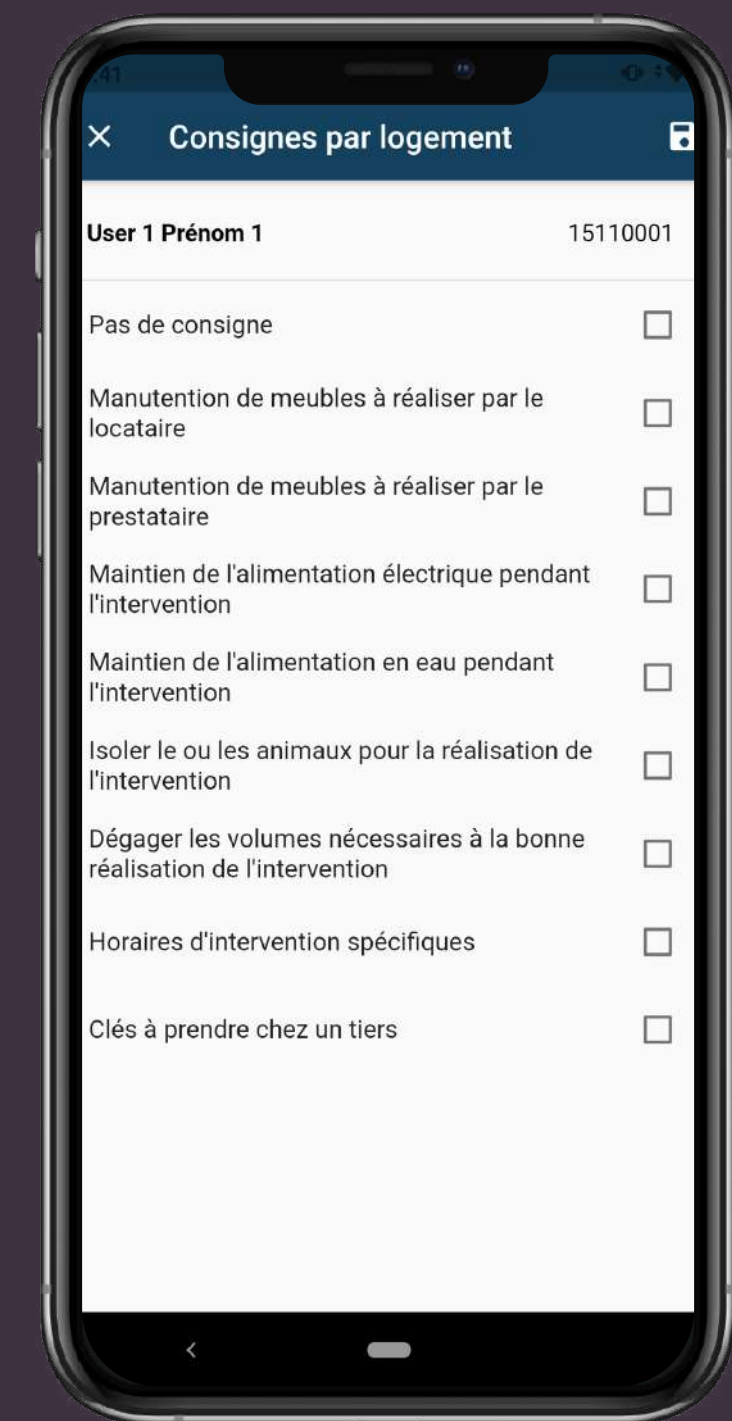 :41
Consignes par logement
User 1 Prénom 1 15110001
Pas de consigne
Manutention de meubles à réaliser par le
locataire
Manutention de meubles à réaliser par le
prestataire
Maintien de l'alimentation électrique pendant
l'intervention
Maintien de l'alimentation en eau pendant
l'intervention
Isoler le ou les animaux pour la réalisation de
l'intervention
Dégager les volumes nécessaires à la bonne
réalisation de l'intervention
Horaires d'intervention spécifiques
Clés à prendre chez un tiers